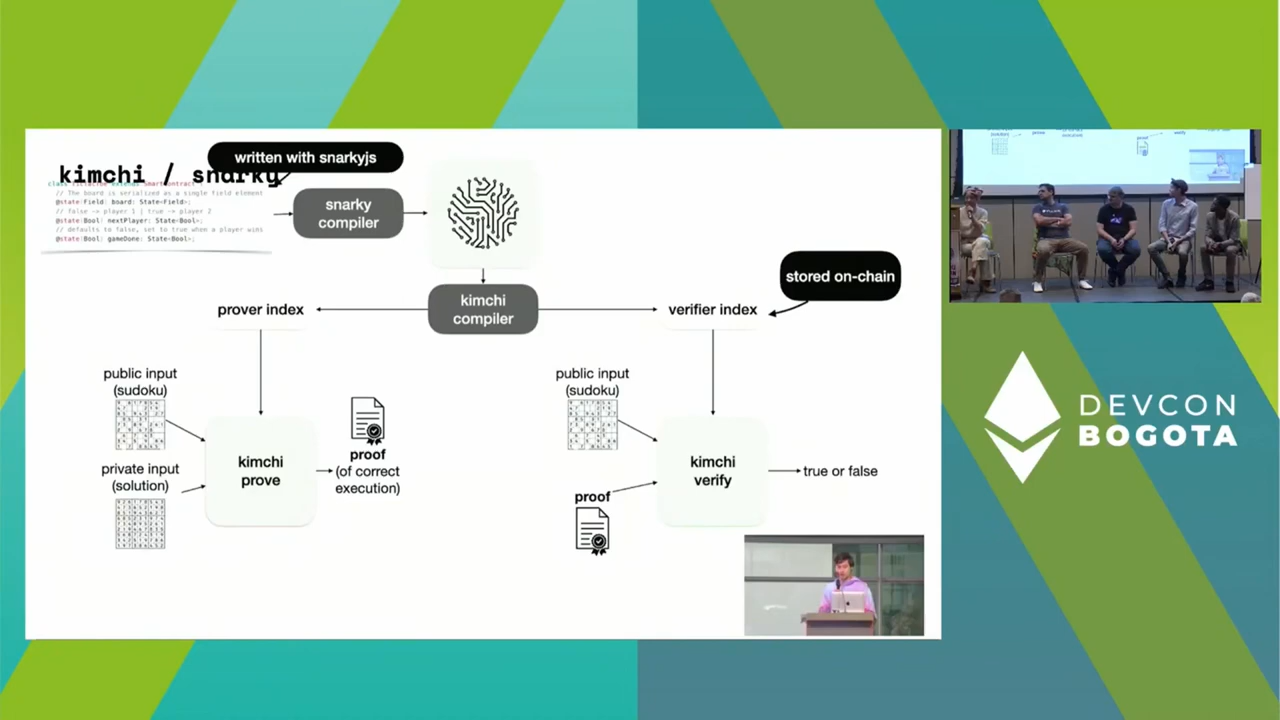 written with snarkyjs
kimchi / snarky
class TicTacToe extends SmartContract {
// The board is serialized as a single field element
@state(Field) board: State<Field>;
// false -> player 1 | true -> player 2
@state(Bool) nextPlayer: State<Bool>;
// defaults to false, set to true when a player wins
@state(Bool) gameDone: State<Bool>;
snarky
compiler
stored on-chain
kimchi
compiler
prover index
verifier index
public input
(sudoku)
private input
(solution)
kimchi
prove
proof
(of correct
execution)
public input
(sudoku)
proof
kimchi
verify
true or false
DEVCON
BOGOTA